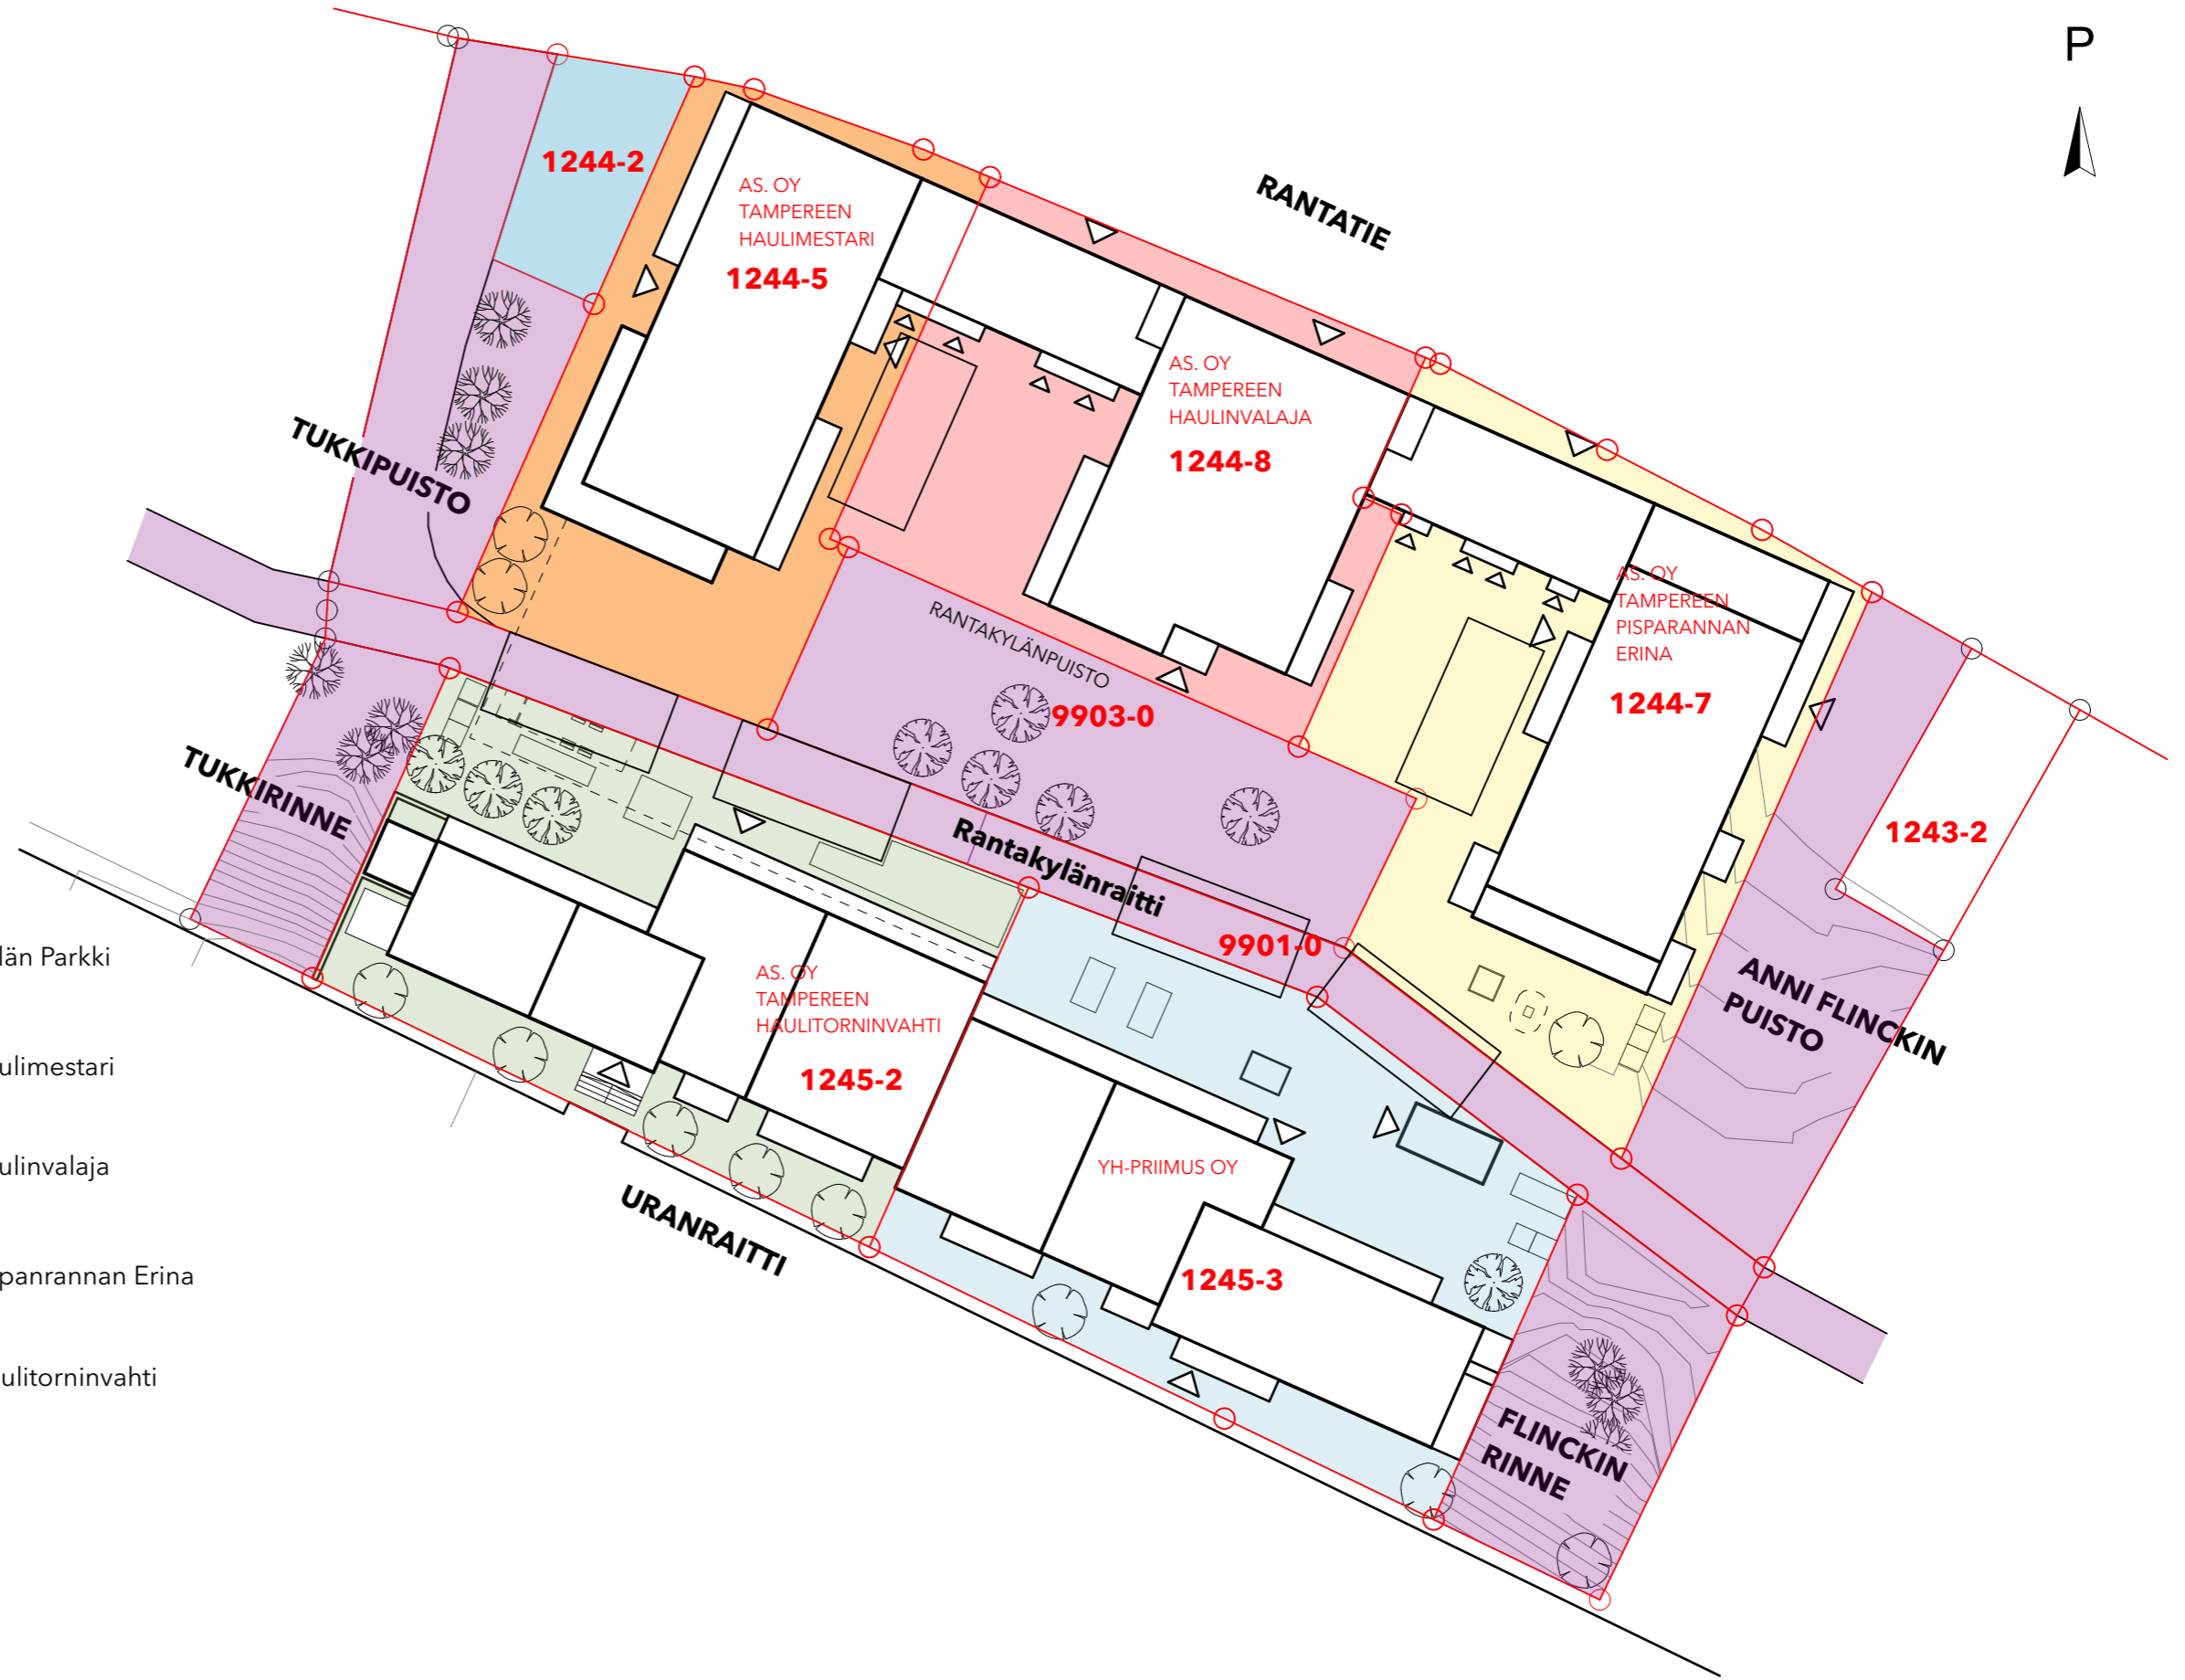 P
1244-2
RANTATIE
AS. OY
TAMPEREEN
HAULIMESTARI
1244-5
AS. OY
TAMPEREEN
HAULINVALAJA
1244-8
TUKKIPUISTO
AS. OY
TAMPEREEN
PISPARANNAN
ERINA
1244-7
RANTAKYLÄNPUISTO
9903-0
TUKKIRINNE
1243-2
Rantakylänraitti
9901-0
ANNI FLINCKIN
PUISTO
län Parkki
AS. OY
TAMPEREEN
HAULITORNINVAHTI
1245-2
ulimestari
ulinvalaja
YH-PRIIMUS OY
URANRAITTI
1245-3
panrannan Erina
ulitorninvahti
FLINCKIN
RINNE